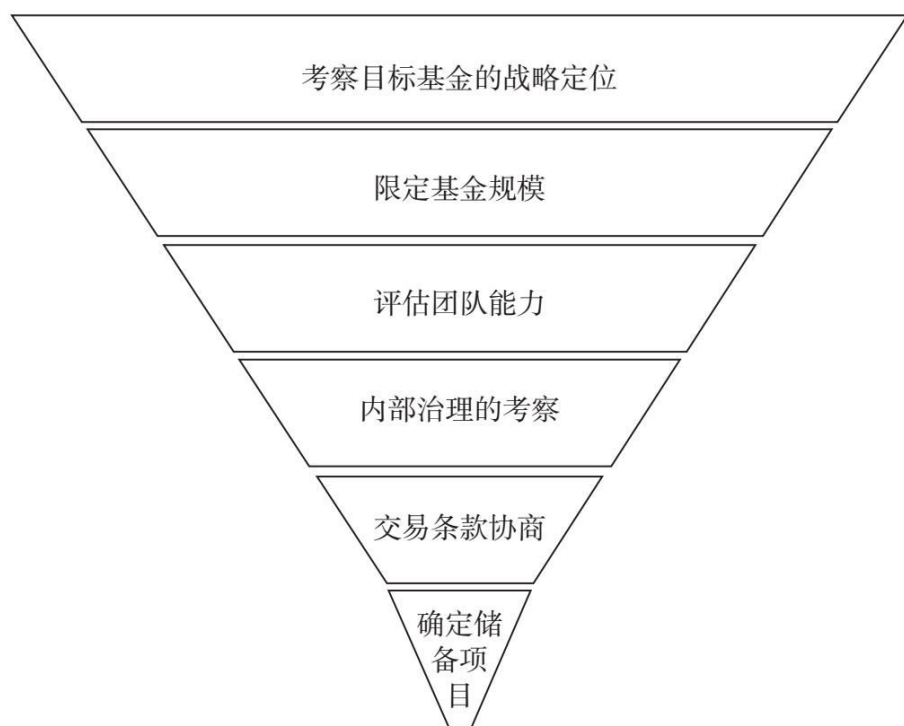 考察目标基金的战略定位
限定基金规模
评估团队能力
内部治理的考察
交易条款协商
确定储
备项
目